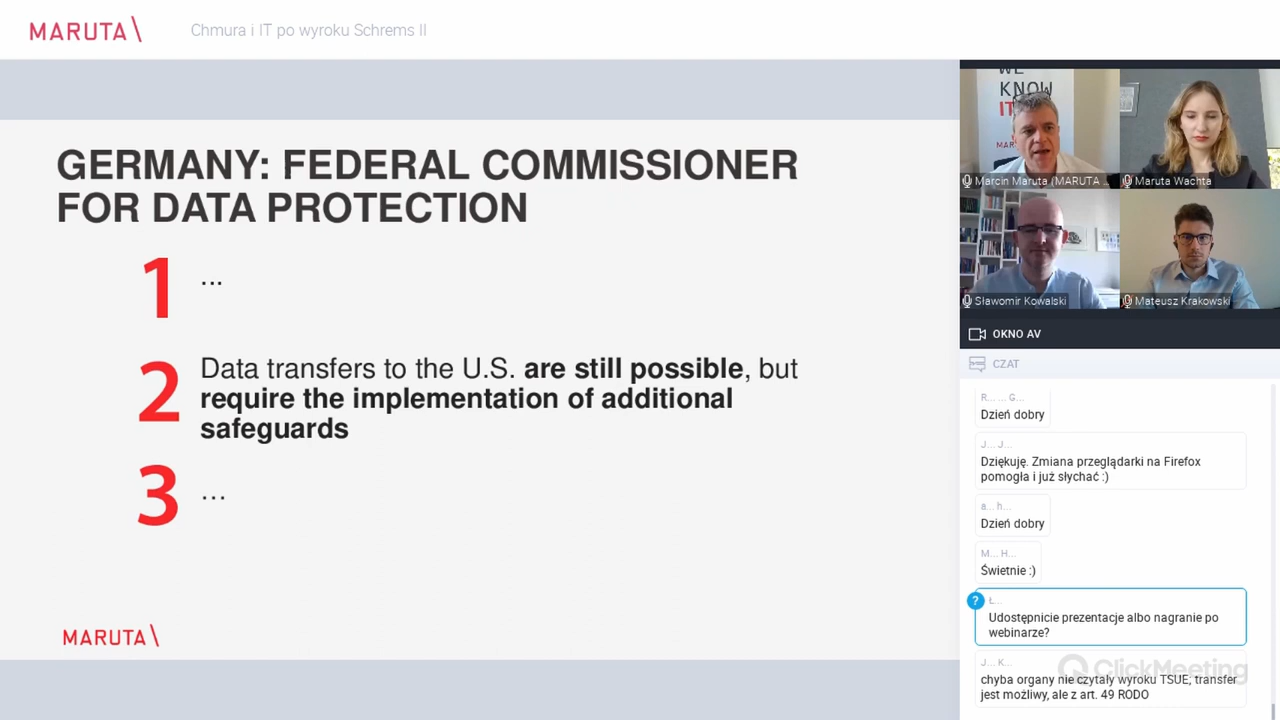 MARUTA\
Chmura i IT po wyroku Schrems II
GERMANY: FEDERAL COMMISSIONER
FOR DATA PROTECTION
1
...
2
Data transfers to the U.S. are still possible, but
require the implementation of additional
safeguards
3
...
MARUTA\
WE
KNOW
IT
MAR
Marcin Maruta (MARUTA ...
Maruta Wachta
Sławomir Kowalski
Mateusz Krakowski
OKNO AV
CZAT
R... ... G...
Dzień dobry
J... J...
Dziękuję. Zmiana przeglądarki na Firefox
pomogła i już słychać :)
a... h...
Dzień dobry
M... H...
Świetnie :)
?
Ł...
Udostępnicie prezentacje albo nagranie po
webinarze?
J... K...
ClickMeeting
chyba organy nie czytały wyroku TSUE, transfer
jest możliwy, ale z art. 49 RODO